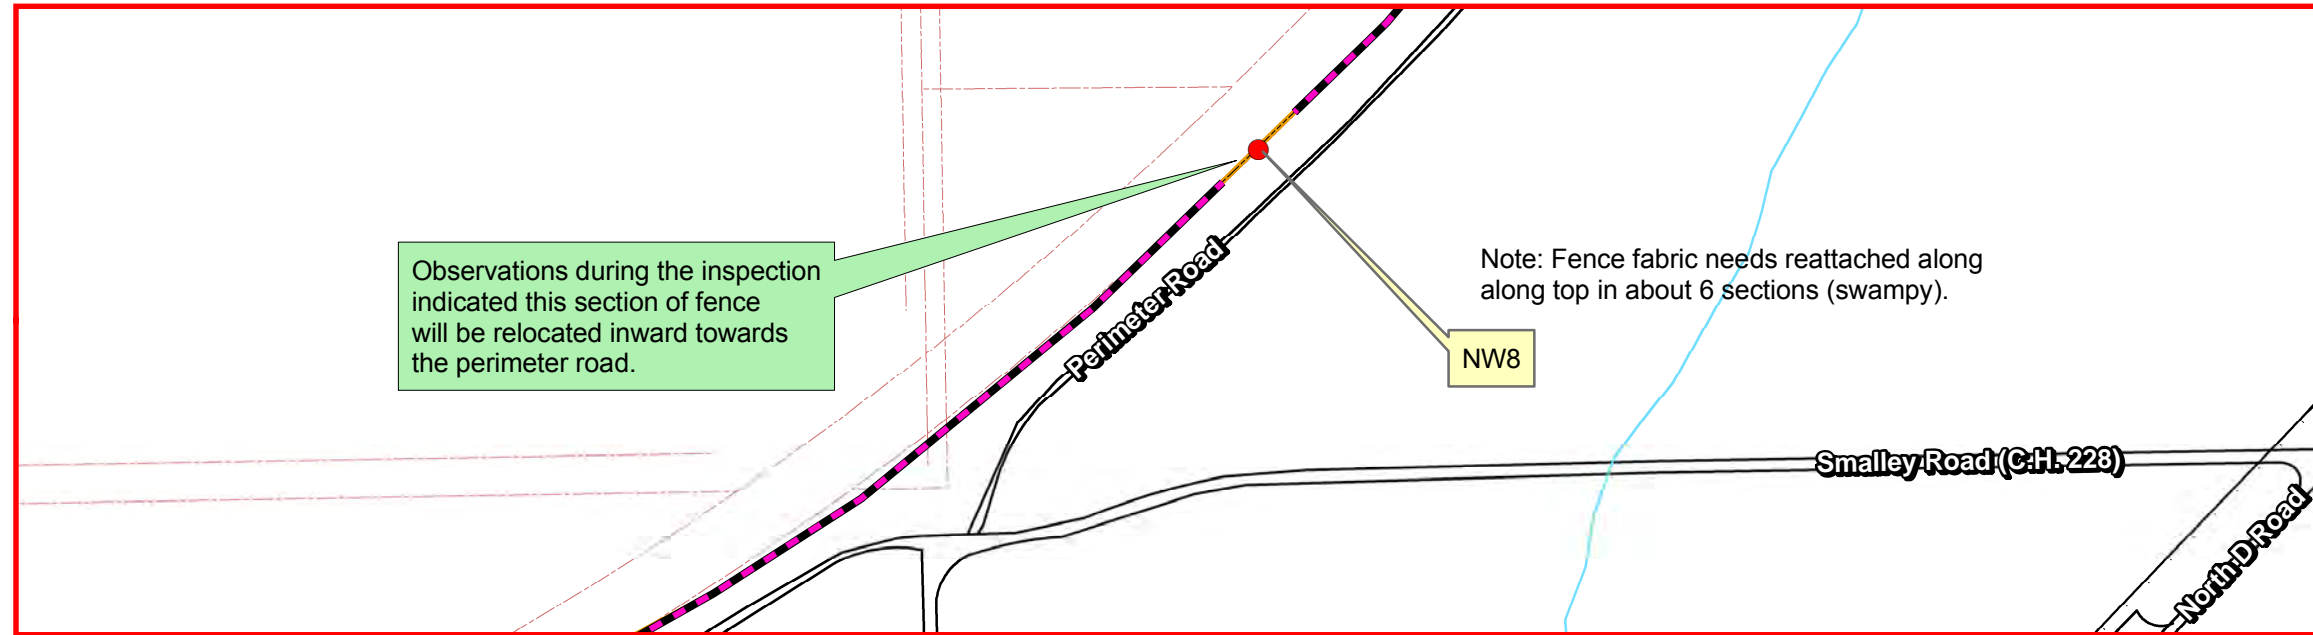 Observations during the inspection
indicated this section of fence
will be relocated inward towards
the perimeter road.
Perimeter Road
Note: Fence fabric needs reattached along
along top in about 6 sections (swampy).
NW8
Smalley Road (C.H. 228)
North D Road